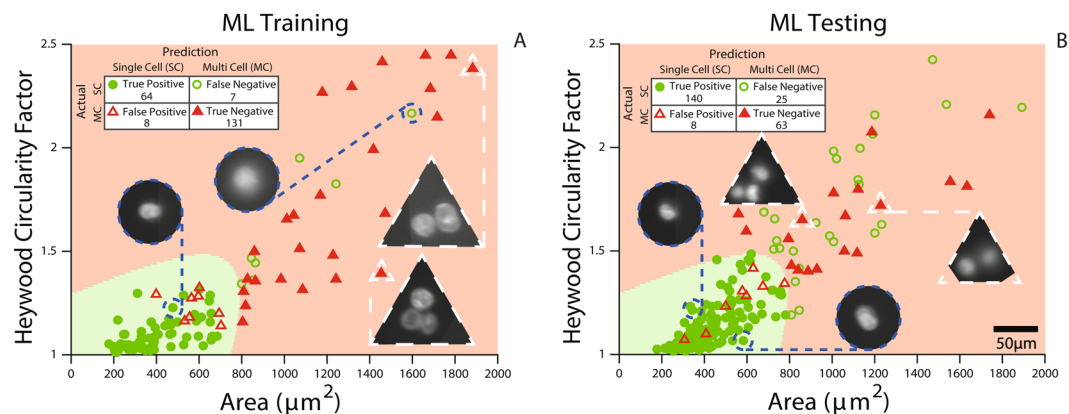 ML Training
A
Heywood Circularity Factor
2.5
2
1.5
1
Prediction
Single Cell (SC) Multi Cell (MC)
Actual
SC
MC
True Positive
64
False Negative
7
False Positive
8
True Negative
131
0 200 400 600 800 1000 1200 1400 1600 1800 2000
Area (μm²)
ML Testing
B
Heywood Circularity Factor
2.5
2
1.5
1
Prediction
Single Cell (SC) Multi Cell (MC)
Actual
SC
MC
True Positive
140
False Negative
25
False Positive
8
True Negative
63
50μm
0 200 400 600 800 1000 1200 1400 1600 1800 2000
Area (μm²)